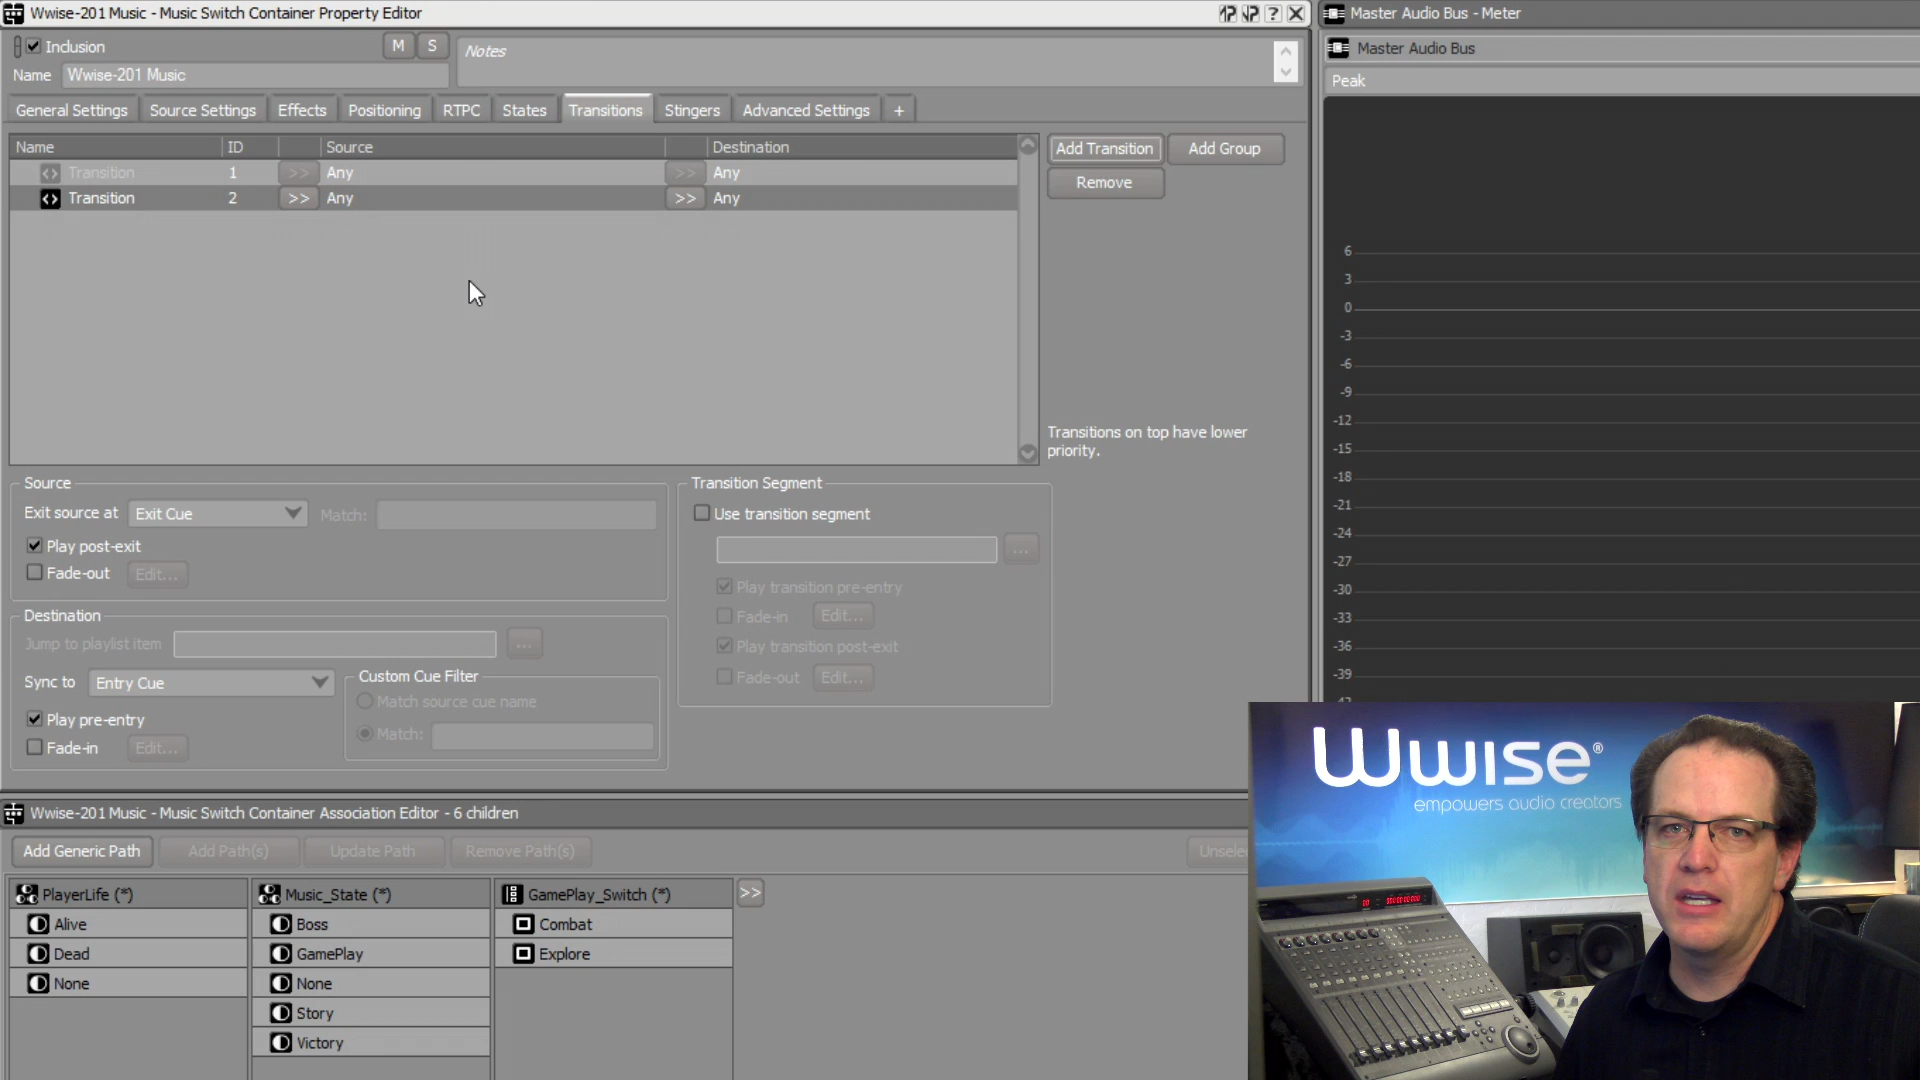 Wwise-201 Music - Music Switch Container Property Editor
Inclusion
M S
Notes
Name Wwise-201 Music
General Settings Source Settings Effects Positioning RTPC States Transitions Stingers Advanced Settings +
Name ID Source Destination
Transition 1 >> Any >> Any
Transition 2 >> Any >> Any
Add Transition Add Group
Remove
Transitions on top have lower
priority.
Source
Exit source at Exit Cue Match:
Play post-exit
Fade-out Edit...
Destination
Jump to playlist item ...
Sync to Entry Cue
Play pre-entry
Fade-in Edit...
Custom Cue Filter
Match source cue name
Match:
Transition Segment
Use transition segment
...
Play transition pre-entry
Fade-in Edit...
Play transition post-exit
Fade-out Edit...
Wwise-201 Music - Music Switch Container Association Editor - 6 children
Add Generic Path Add Path(s) Update Path Remove Path(s)
PlayerLife (*) Music_State (*) GamePlay_Switch (*) >>
Alive Boss Combat
Dead GamePlay Explore
None None
Story
Victory
Master Audio Bus - Meter
Master Audio Bus
Peak
6
3
0
-3
-6
-9
-12
-15
-18
-21
-24
-27
-30
-33
-36
-39
Wwise®
empowers audio creators